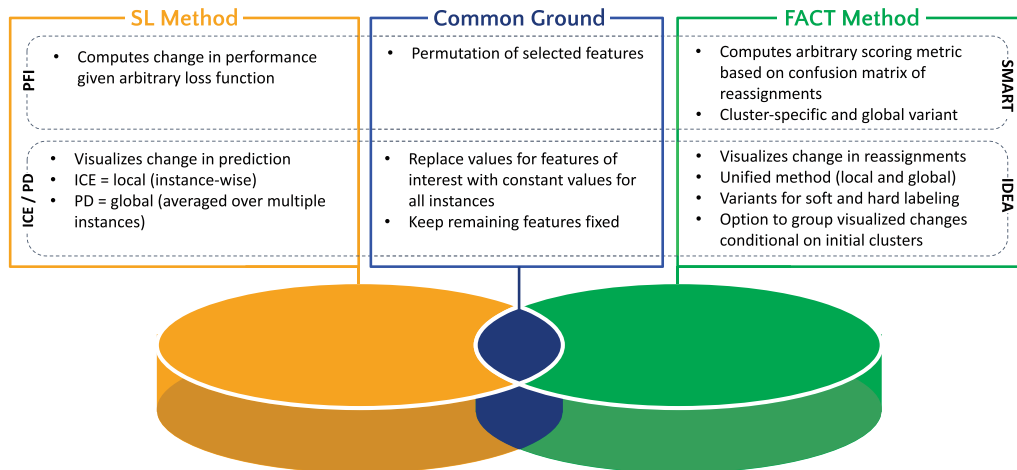 SL Method
Common Ground
FACT Method
PFI
• Computes change in performance
given arbitrary loss function
• Permutation of selected features
• Computes arbitrary scoring metric
based on confusion matrix of
reassignments
• Cluster-specific and global variant
SMART
ICE / PD
• Visualizes change in prediction
• ICE = local (instance-wise)
• PD = global (averaged over multiple
instances)
• Replace values for features of
interest with constant values for
all instances
• Keep remaining features fixed
• Visualizes change in reassignments
• Unified method (local and global)
• Variants for soft and hard labeling
• Option to group visualized changes
conditional on initial clusters
IDEA